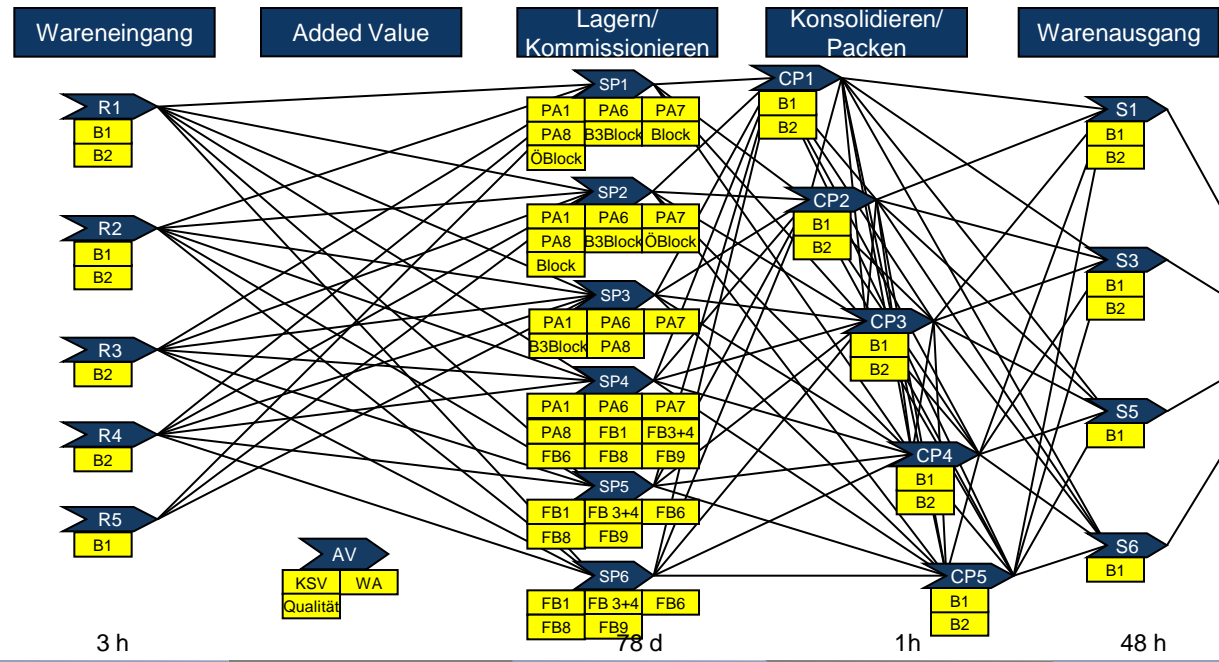 Wareneingang
Added Value
Lagern/
Kommissionieren
Konsolidieren/
Packen
Warenausgang
R1
B1
B2
R2
B1
B2
R3
B2
R4
B2
R5
B1
AV
KSV WA
Qualität
SP1
PA1 PA6 PA7
PA8 B3Block Block
ÖBlock
SP2
PA1 PA6 PA7
PA8 B3Block ÖBlock
Block
SP3
PA1 PA6 PA7
B3Block PA8
SP4
PA1 PA6 PA7
PA8 FB1 FB3+4
FB6 FB8 FB9
SP5
FB1 FB 3+4 FB6
FB8 FB9
SP6
FB1 FB 3+4 FB6
FB8 FB9
CP1
B1
B2
CP2
B1
B2
CP3
B1
B2
CP4
B1
B2
CP5
B1
B2
S1
B1
B2
S3
B1
B2
S5
B1
S6
B1
3 h
78 d
1h
48 h